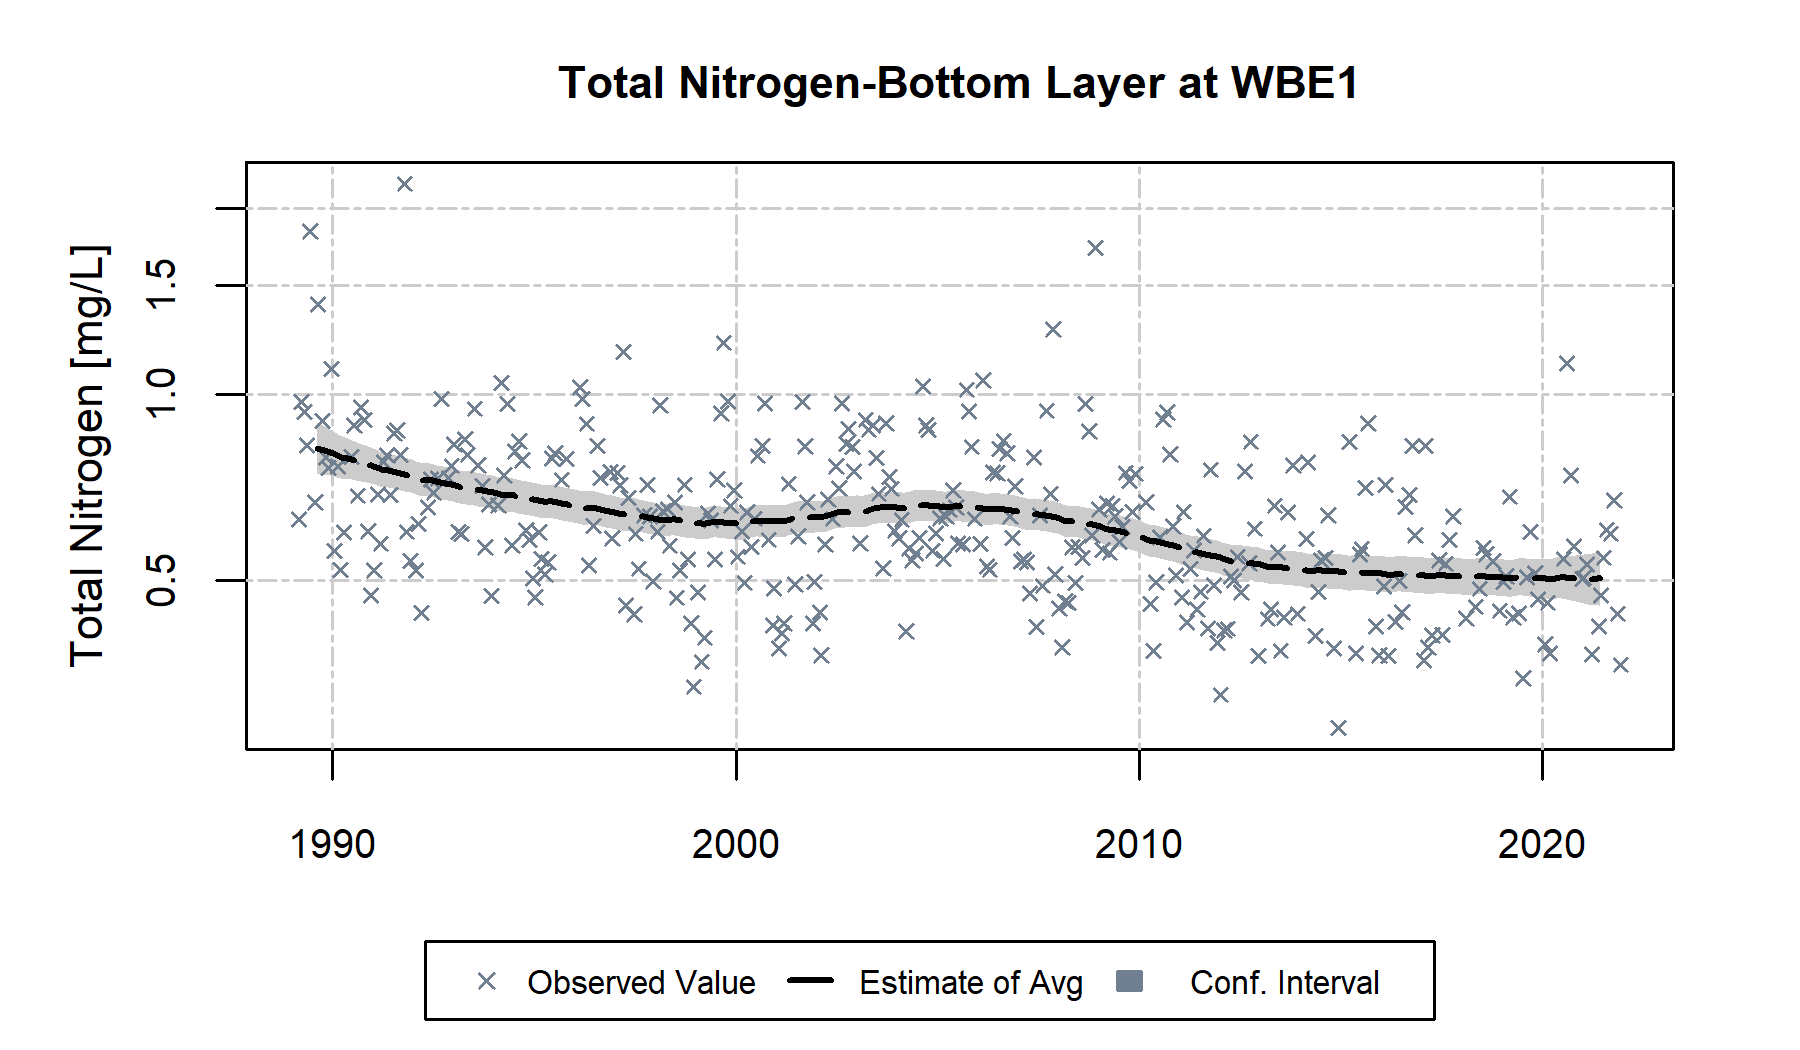 Total Nitrogen-Bottom Layer at WBE1
Total Nitrogen [mg/L]
1.5
1.0
0.5
1990 2000 2010 2020
Observed Value Estimate of Avg Conf. Interval